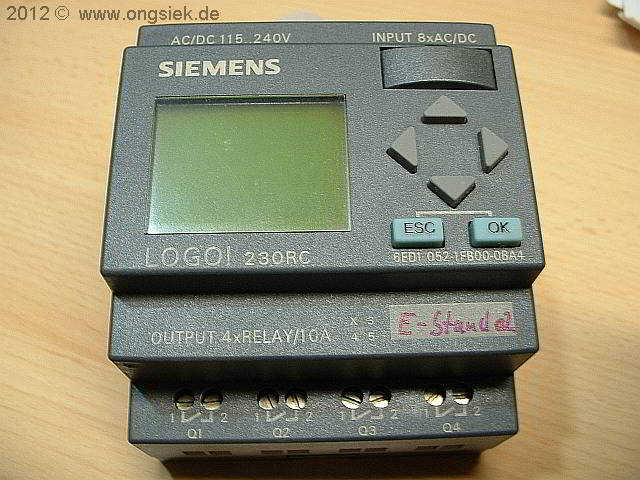 2012 © www.ongsiek.de
AC/DC 115..240V INPUT 8xAC/DC
SIEMENS
ESC OK
LOGO! 230RC
6ED1 052-1FB00-0BA4
OUTPUT 4xRELAY/10A
X 3
4 5
E-Stand 2
1 2 1 2 1 2 1 2
Q1 Q2 Q3 Q4